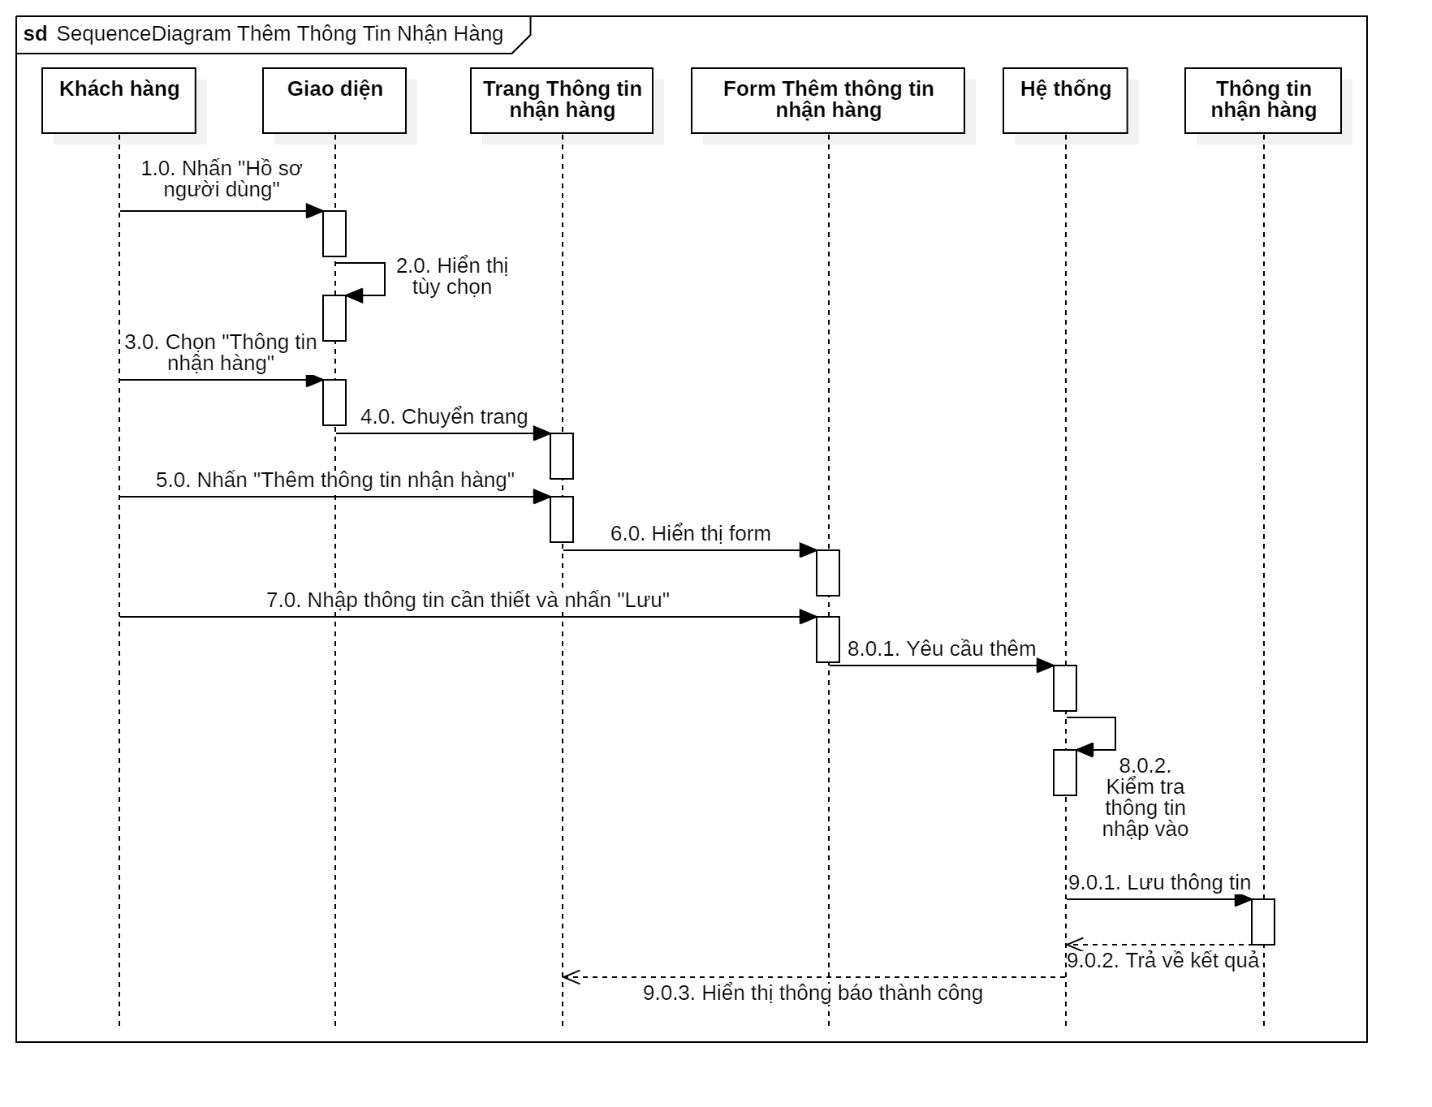 sd SequenceDiagram Thêm Thông Tin Nhận Hàng
Khách hàng
Giao diện
Trang Thông tin
nhận hàng
Form Thêm thông tin
nhận hàng
Hệ thống
Thông tin
nhận hàng
1.0. Nhấn "Hồ sơ
người dùng"
2.0. Hiển thị
tùy chọn
3.0. Chọn "Thông tin
nhận hàng"
4.0. Chuyển trang
5.0. Nhấn "Thêm thông tin nhận hàng"
6.0. Hiển thị form
7.0. Nhập thông tin cần thiết và nhấn "Lưu"
8.0.1. Yêu cầu thêm
8.0.2.
Kiểm tra
thông tin
nhập vào
9.0.1. Lưu thông tin
9.0.2. Trả về kết quả
9.0.3. Hiển thị thông báo thành công